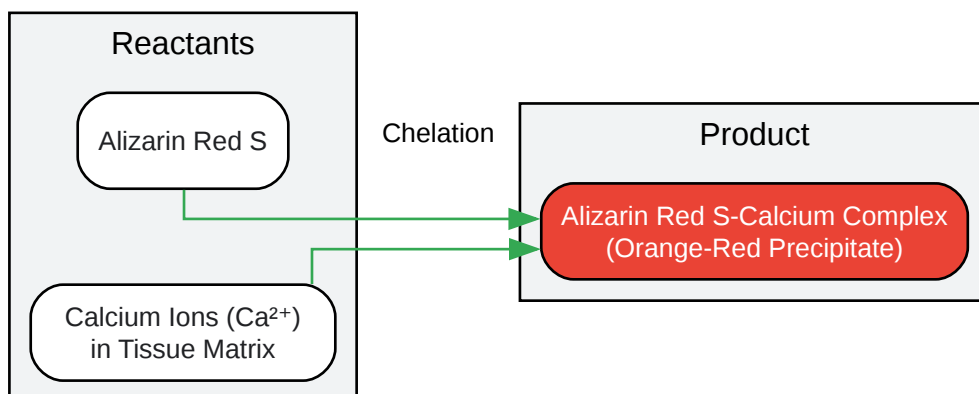 Reactants
Alizarin Red S
Calcium Ions (Ca²⁺)
in Tissue Matrix
Chelation
Product
Alizarin Red S-Calcium Complex
(Orange-Red Precipitate)